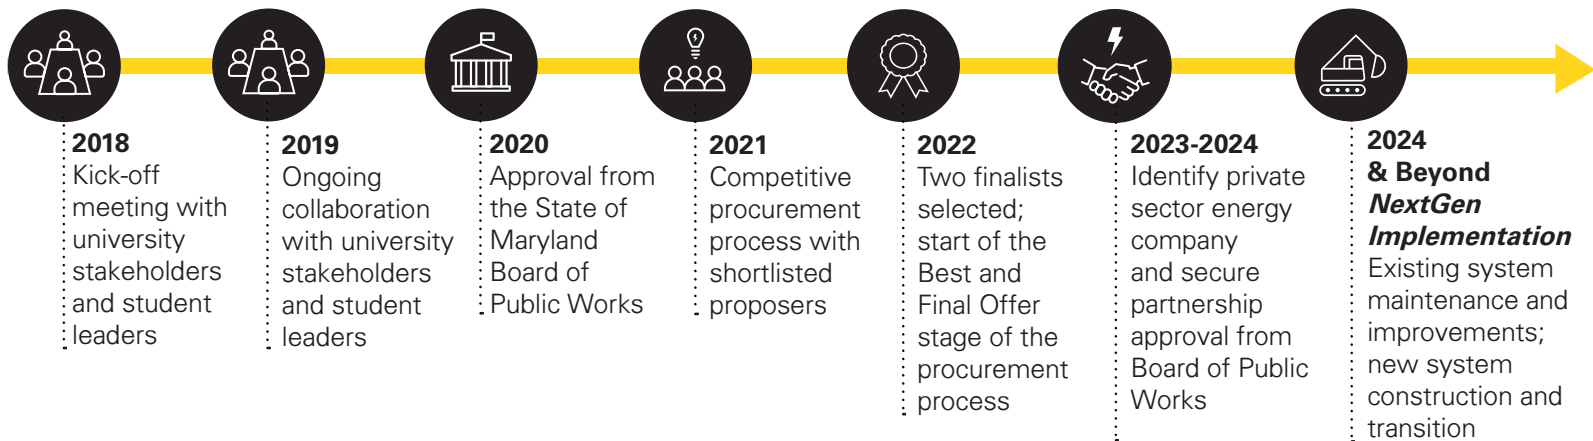 2018
Kick-off
meeting with
university
stakeholders
and student
leaders
2019
Ongoing
collaboration
with university
stakeholders
and student
leaders
2020
Approval from
the State of
Maryland
Board of
Public Works
2021
Competitive
procurement
process with
shortlisted
proposers
2022
Two finalists
selected;
start of the
Best and
Final Offer
stage of the
procurement
process
2023-2024
Identify private
sector energy
company
and secure
partnership
approval from
Board of Public
Works
2024
& Beyond
NextGen
Implementation
Existing system
maintenance and
improvements;
new system
construction and
transition